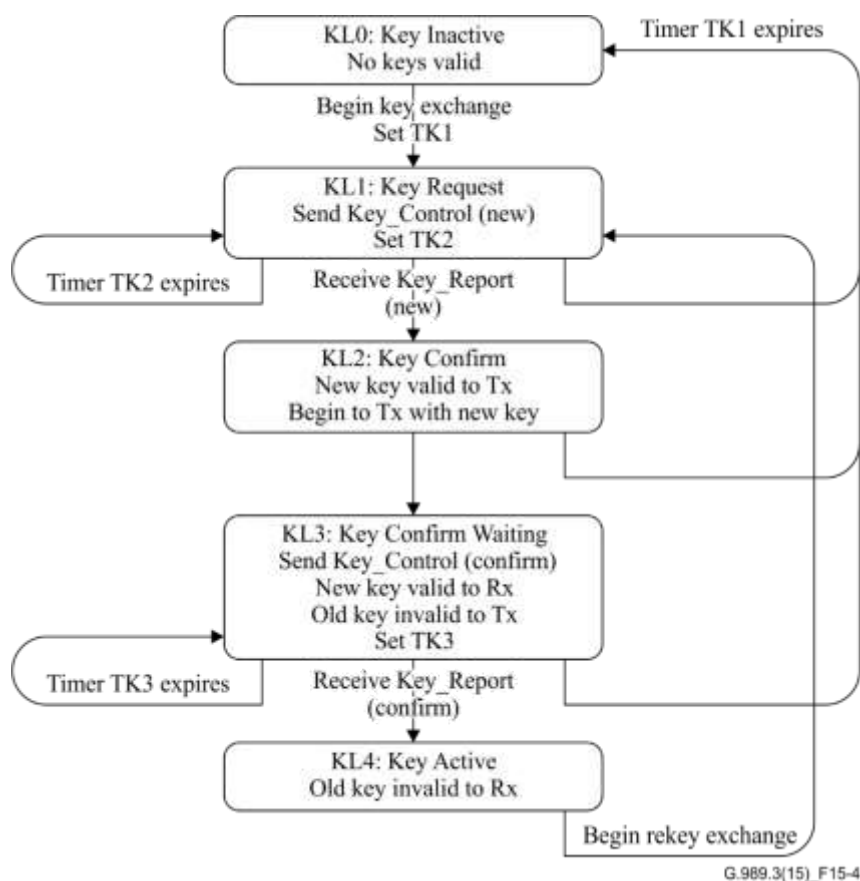 KL0: Key Inactive
No keys valid
Timer TK1 expires
Begin key exchange
Set TK1
KL1: Key Request
Send Key_Control (new)
Set TK2
Timer TK2 expires
Receive Key_Report
(new)
KL2: Key Confirm
New key valid to Tx
Begin to Tx with new key
KL3: Key Confirm Waiting
Send Key_Control (confirm)
New key valid to Rx
Old key invalid to Tx
Set TK3
Timer TK3 expires
Receive Key_Report
(confirm)
KL4: Key Active
Old key invalid to Rx
Begin rekey exchange
G.989.3(15)_F15-4